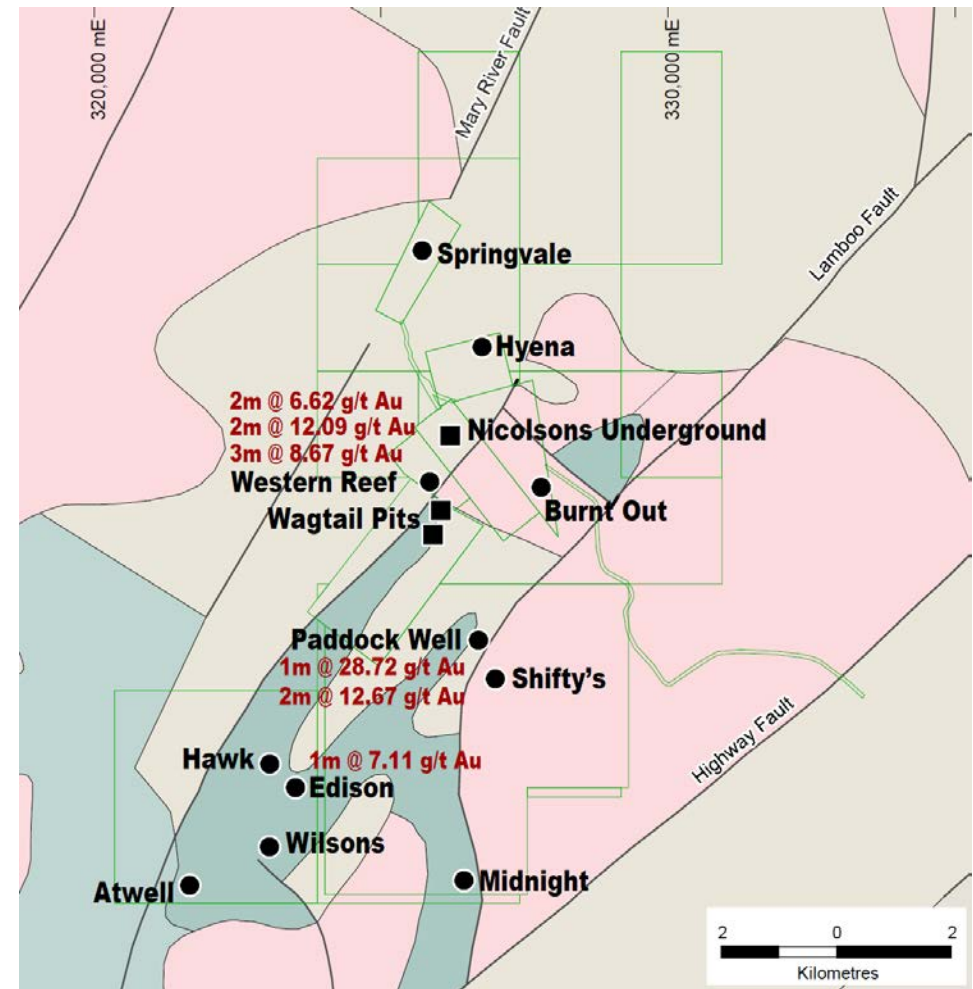 320,000 mE
330,000 mE
Mary River Fault
Lamboo Fault
Springvale
Hyena
2m @ 6.62 g/t Au
2m @ 12.09 g/t Au
3m @ 8.67 g/t Au
Nicolsons Underground
Western Reef
Wagtail Pits
Burnt Out
Paddock Well
1m @ 28.72 g/t Au
2m @ 12.67 g/t Au
Shifty's
Highway Fault
Hawk
1m @ 7.11 g/t Au
Edison
Wilsons
Atwell
Midnight
2 0 2
Kilometres